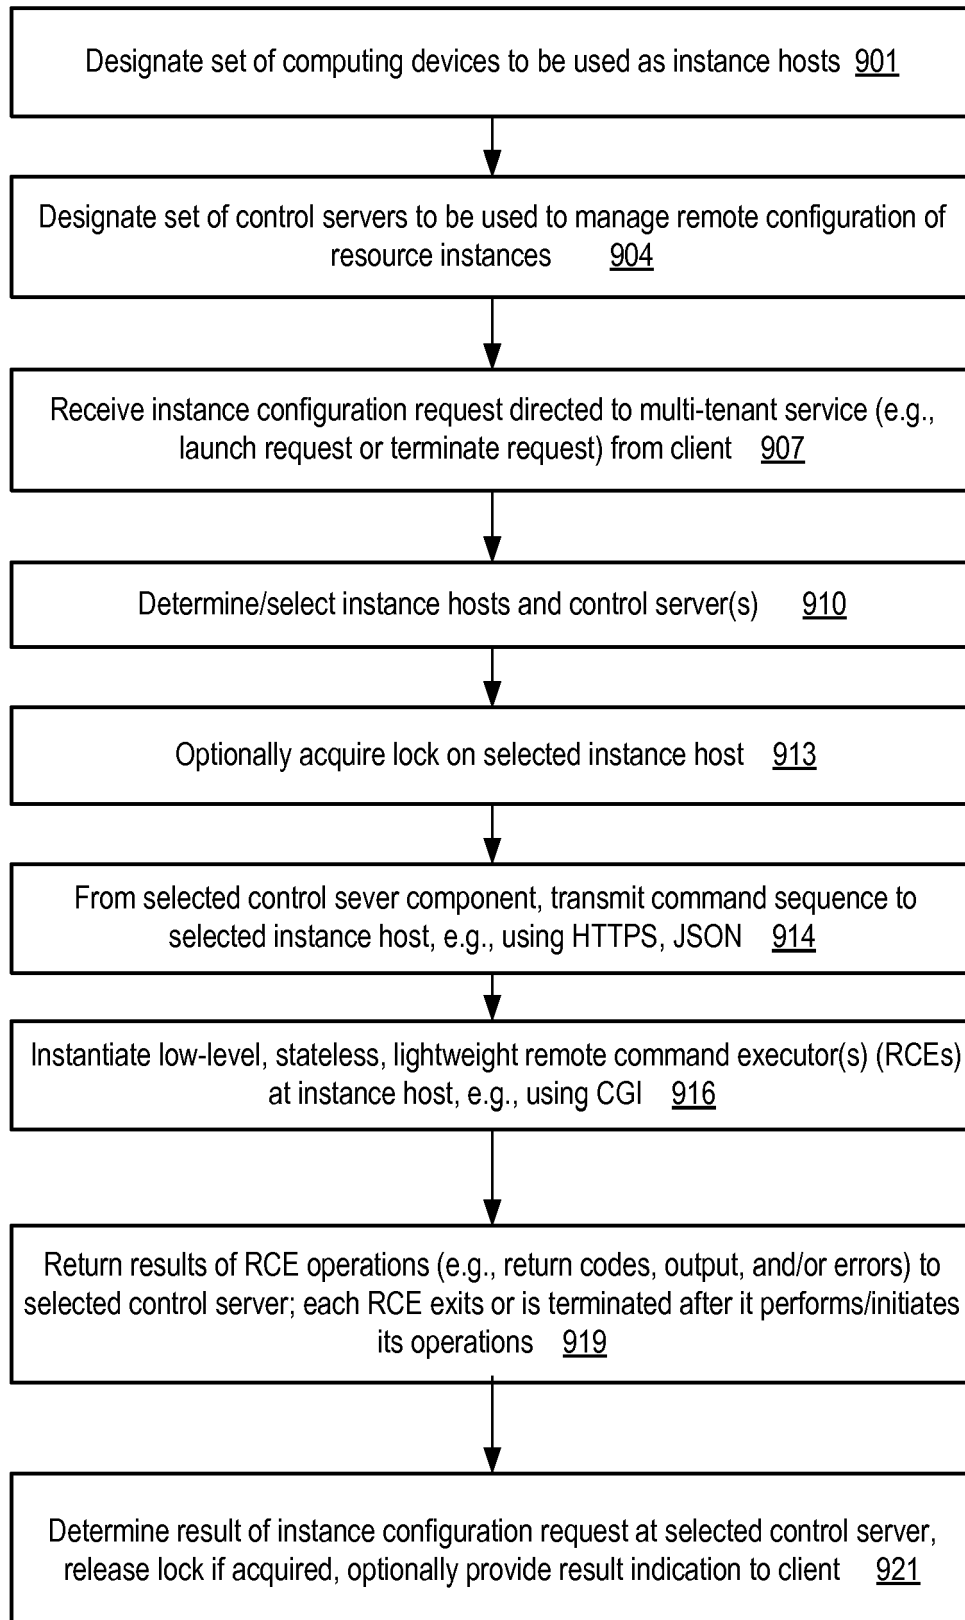 Designate set of computing devices to be used as instance hosts 901
Designate set of control servers to be used to manage remote configuration of
resource instances 904
Receive instance configuration request directed to multi-tenant service (e.g.,
launch request or terminate request) from client 907
Determine/select instance hosts and control server(s) 910
Optionally acquire lock on selected instance host 913
From selected control sever component, transmit command sequence to
selected instance host, e.g., using HTTPS, JSON 914
Instantiate low-level, stateless, lightweight remote command executor(s) (RCEs)
at instance host, e.g., using CGI 916
Return results of RCE operations (e.g., return codes, output, and/or errors) to
selected control server; each RCE exits or is terminated after it performs/initiates
its operations 919
Determine result of instance configuration request at selected control server,
release lock if acquired, optionally provide result indication to client 921